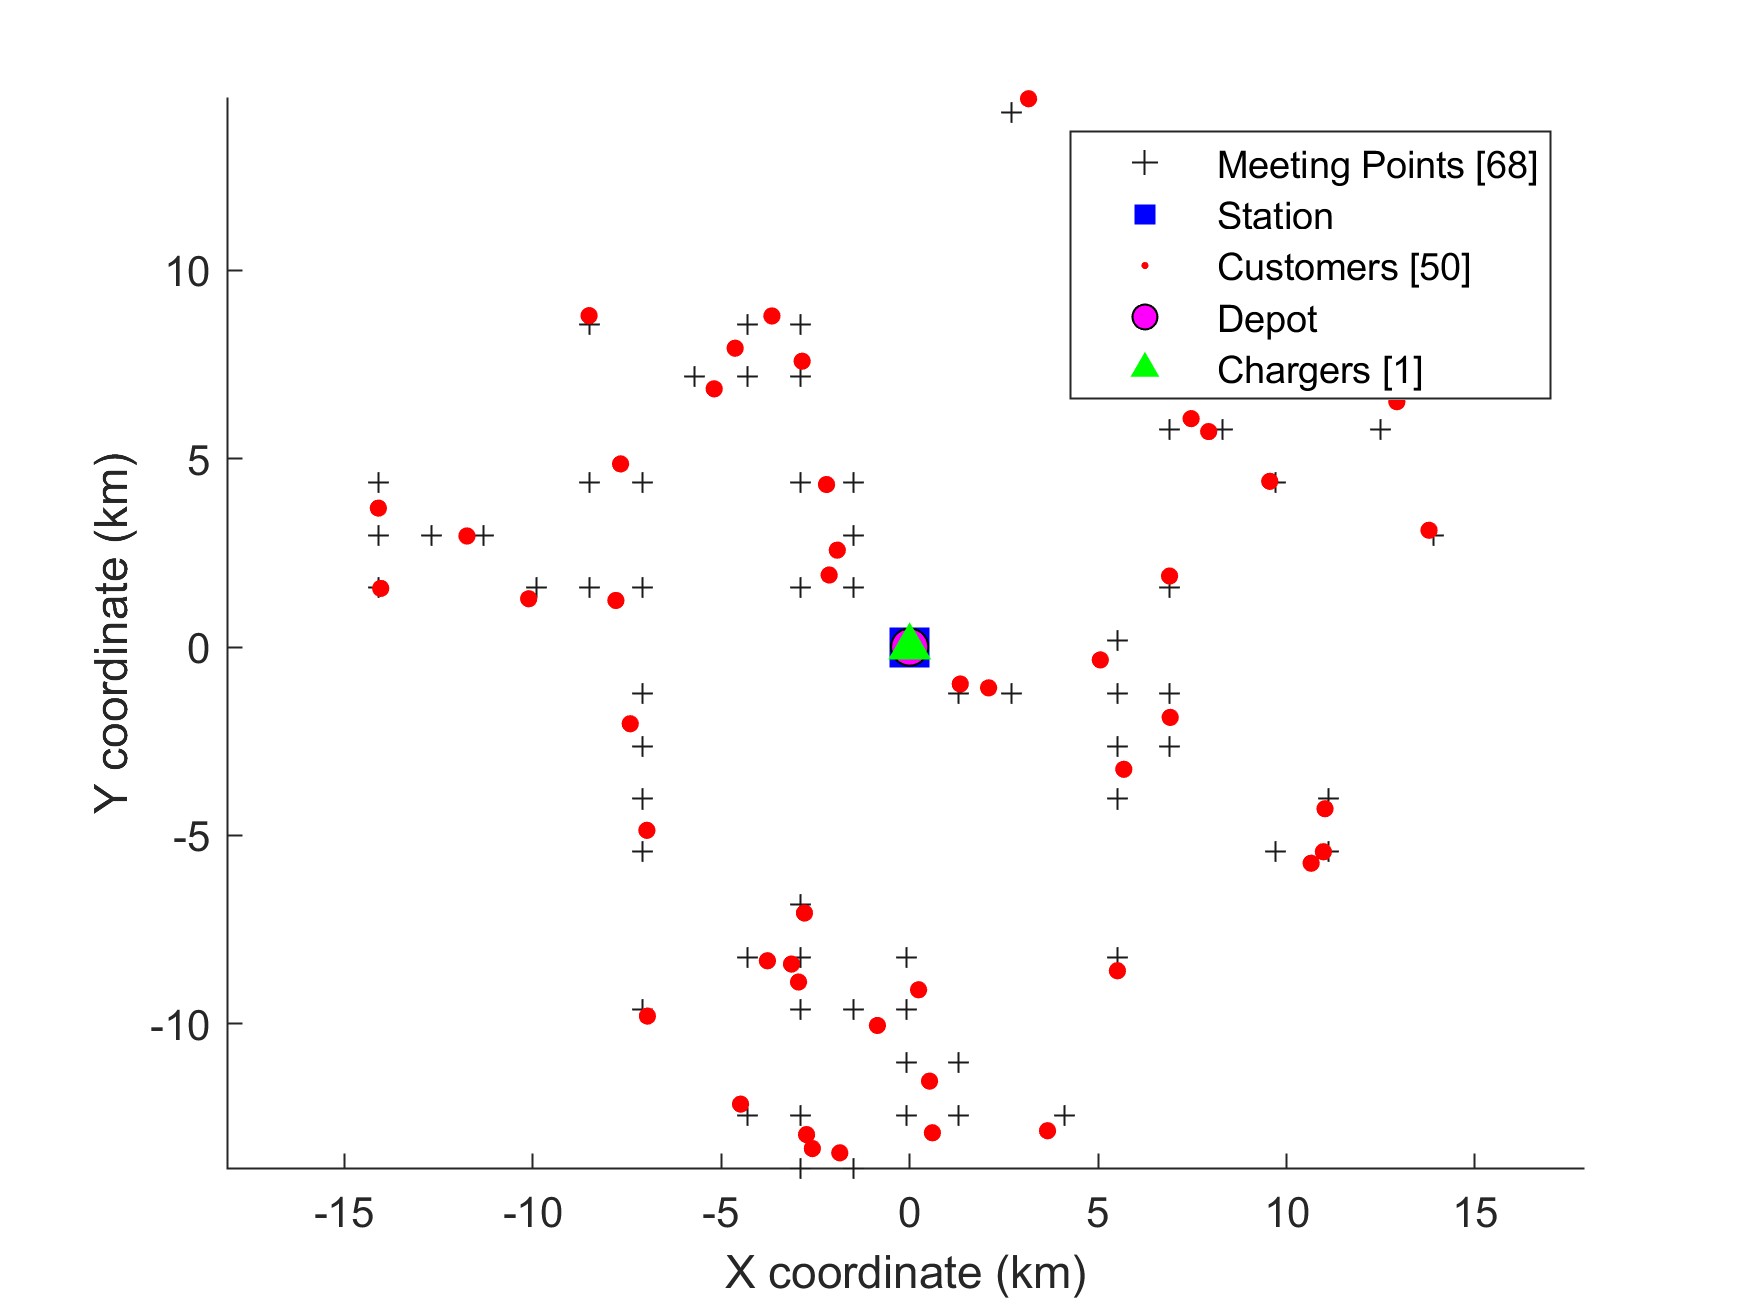 Meeting Points [68]
Station
Customers [50]
Depot
Chargers [1]
10
5
0
-5
-10
Y coordinate (km)
-15
-10
-5
0
5
10
15
X coordinate (km)